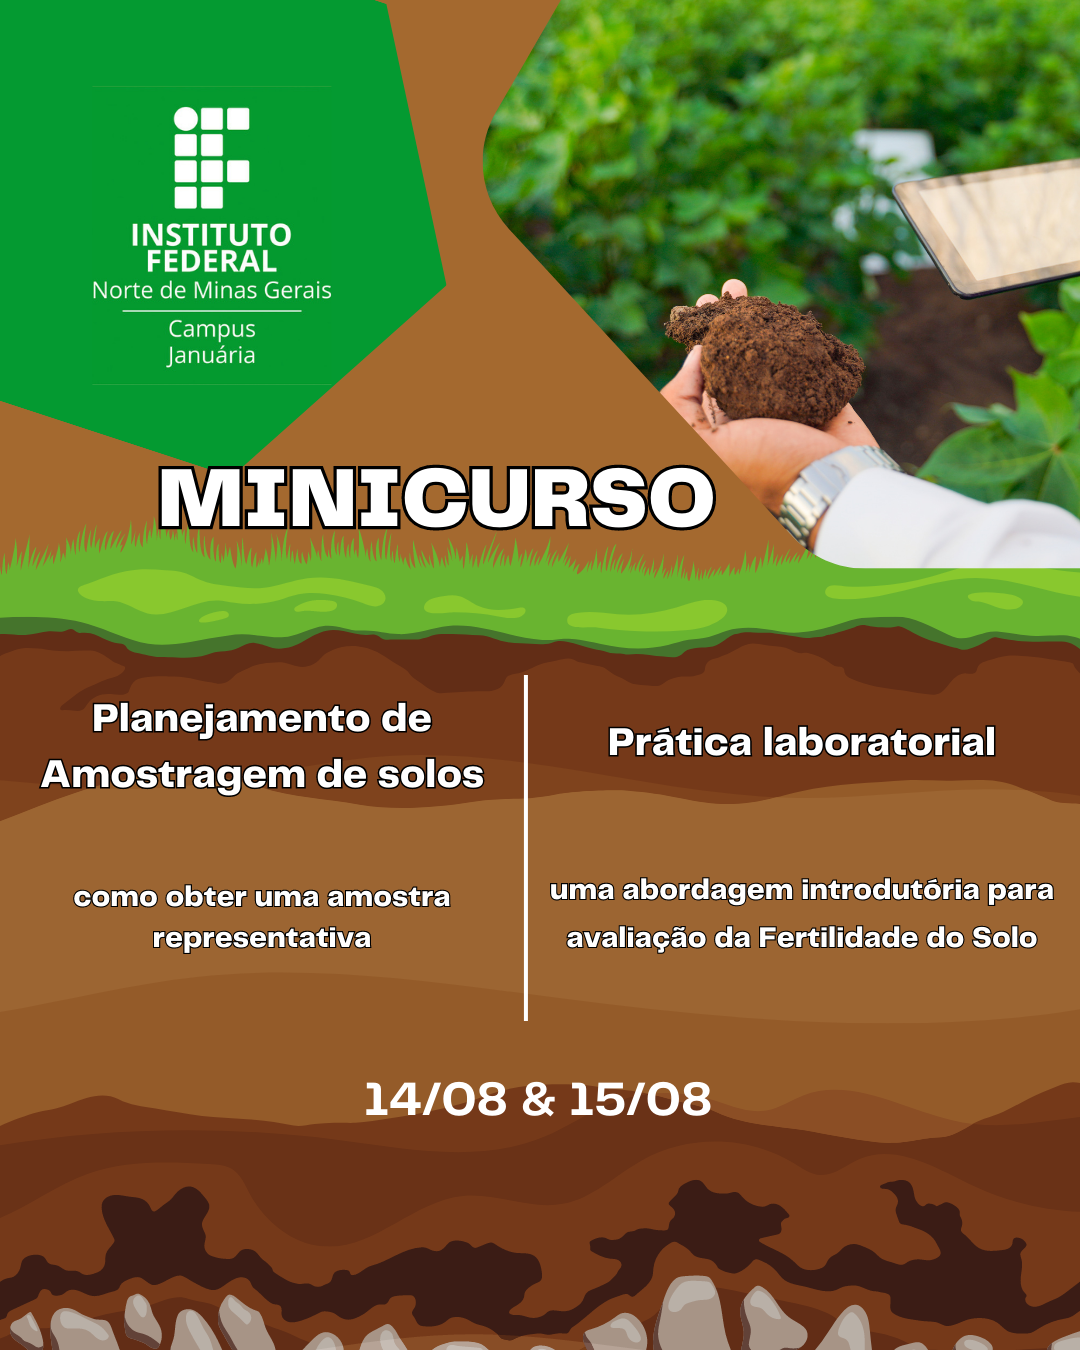 INSTITUTO
FEDERAL
Norte de Minas Gerais
Campus
Januária
MINICURSO
Planejamento de
Amostragem de solos
como obter uma amostra
representativa
Prática laboratorial
uma abordagem introdutória para
avaliação da Fertilidade do Solo
14/08 & 15/08